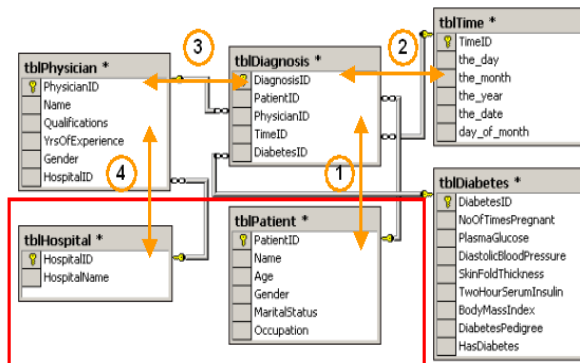 tblPhysician *
PhysicianID
Name
Qualifications
YrsOfExperience
Gender
HospitalID
3
tblDiagnosis *
DiagnosisID
PatientID
PhysicianID
TimeID
DiabetesID
2
tblTime *
TimeID
the_day
the_month
the_year
the_date
day_of_month
4
1
tblHospital *
HospitalID
HospitalName
tblPatient *
PatientID
Name
Age
Gender
MaritalStatus
Occupation
tblDiabetes *
DiabetesID
NoOfTimesPregnant
PlasmaGlucose
DiastolicBloodPressure
SkinFoldThickness
TwoHourSerumInsulin
BodyMassIndex
DiabetesPedigree
HasDiabetes